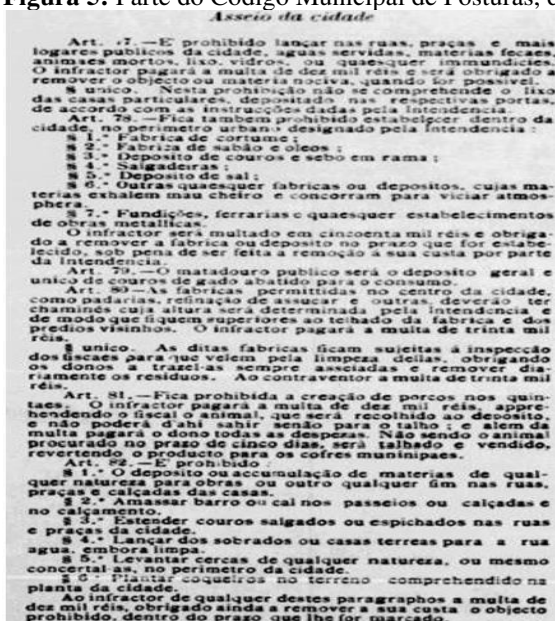 Figura 5: Parte do Código Municipal de Posturas, d
Asseio da cidade
Art. 77.—E' prohibido lançar nas ruas, praças e mais
logares publicos da cidade, aguas servidas, materias fecaes,
animaes mortos, lixo, vidros, ou quaesquer immundicies.
O infractor pagará a multa de dez mil réis e será obrigado a
remover o objecto ou materia nociva, quando for possivel.
§ unico. Nesta prohibição não se comprehende o lixo
das casas particulares, depositado nas respectivas portas,
de accordo com as instrucções dadas pela Intendencia.
Art. 78.—Fica tambem prohibido estabelecer dentro da
cidade, no perimetro urbano designado pela Intendencia :
§ 1.º Fabrica de cortume ;
§ 2.º Fabrica de sabão e oleos ;
§ 3.º Deposito de couros e sebo em rama ;
§ 4.º Salgadeiras ;
§ 5.º Deposito de sal ;
§ 6.º Outras quaesquer fabricas ou depositos, cujas ma-
terias exhalem mau cheiro e concorram para viciar atmos-
phera.
§ 7.º Fundições, ferrarias e quaesquer estabelecimentos
de obras metallicas.
O infractor será multado em cincoenta mil réis e obriga-
do a remover a fabrica ou deposito no prazo que for estabe-
lecido, sob pena de ser feita a remoção á sua custa por parte
da Intendencia.
Art. 79.—O matadouro publico será o deposito geral e
unico de couros de gado abatido para o consumo.
Art. 80—As fabricas permittidas no centro da cidade,
como padarias, refinação de assucar e outras, deverão ter
chaminés cuja altura será determinada pela Intendencia e
de modo que fiquem superiores ao telhado da fabrica e dos
predios visinhos. O infractor pagará a multa de trinta mil
réis.
§ unico. As ditas fabricas ficam sujeitas á inspecção
dos fiscaes para que velem pela limpeza dellas, obrigando
os donos a trazel-as sempre asseiadas e remover dia-
riamente os residuos. Ao contraventor a multa de trinta mil
réis.
Art. 81.—Fica prohibida a creação de porcos nos quin-
taes. O infractor pagará a multa de dez mil réis, appre-
hendendo o fiscal o animal, que será recolhido ao deposito,
e não poderá d'ahi sahir senão para o talho ; e alem da
multa pagará o dono todas as despezas. Não sendo o animal
procurado no prazo de cinco dias, será talhado e vendido,
revertendo o producto para os cofres muninipaes.
Art. 82.—E' prohibido :
§ 1.º O deposito ou accumulação de materias de qual-
quer natureza para obras ou outro qualquer fim nas ruas,
praças e calçadas das casas.
§ 2.º Amassar barro ou cal nos passeios ou calçadas e
no calçamento.
§ 3.º Estender couros salgados ou espichados nas ruas
e praças da cidade.
§ 4.º Lançar dos sobrados ou casas terreas para a rua
agua, embora limpa.
§ 5.º Levantar cercas de qualquer natureza, ou mesmo
concertal-as, no perimetro da cidade.
§ 6º Plantar coqueiros no terreno comprehendido na
planta da cidade.
Ao infractor de qualquer destes paragraphos a multa de
dez mil réis, obrigado ainda a remover a sua custa o objecto
prohibido, dentro do prazo que lhe for marcado.